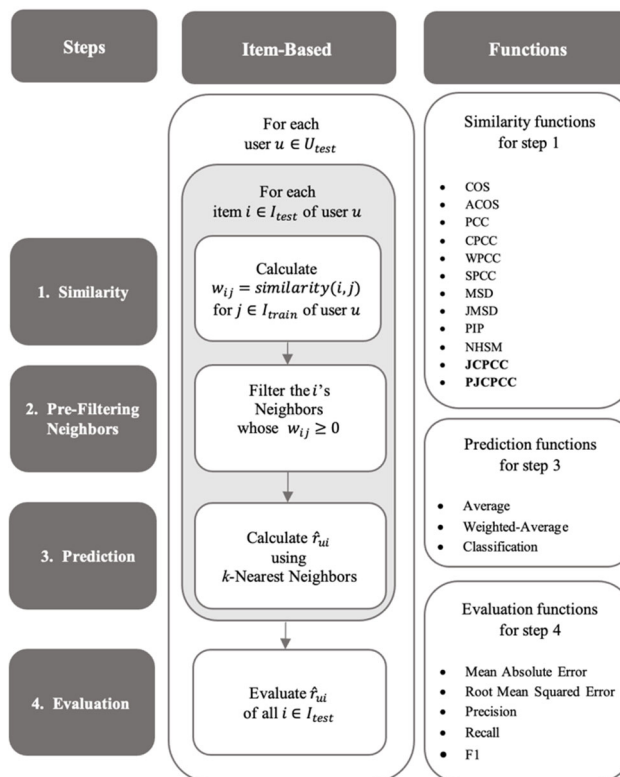 Steps
Item-Based
Functions
For each
user u ∈ U_test
For each
item i ∈ I_test of user u
1. Similarity
Calculate
w_ij = similarity(i, j)
for j ∈ I_train of user u
2. Pre-Filtering
Neighbors
Filter the i's
Neighbors
whose w_ij ≥ 0
3. Prediction
Calculate r̂_ui
using
k-Nearest Neighbors
4. Evaluation
Evaluate r̂_ui
of all i ∈ I_test
Similarity functions
for step 1
• COS
• ACOS
• PCC
• CPCC
• WPCC
• SPCC
• MSD
• JMSD
• PIP
• NHSM
• JCPCC
• PJCPCC
Prediction functions
for step 3
• Average
• Weighted-Average
• Classification
Evaluation functions
for step 4
• Mean Absolute Error
• Root Mean Squared Error
• Precision
• Recall
• F1